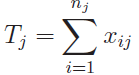 $T_j = \sum_{i=1}^{n_j} x_{ij}$